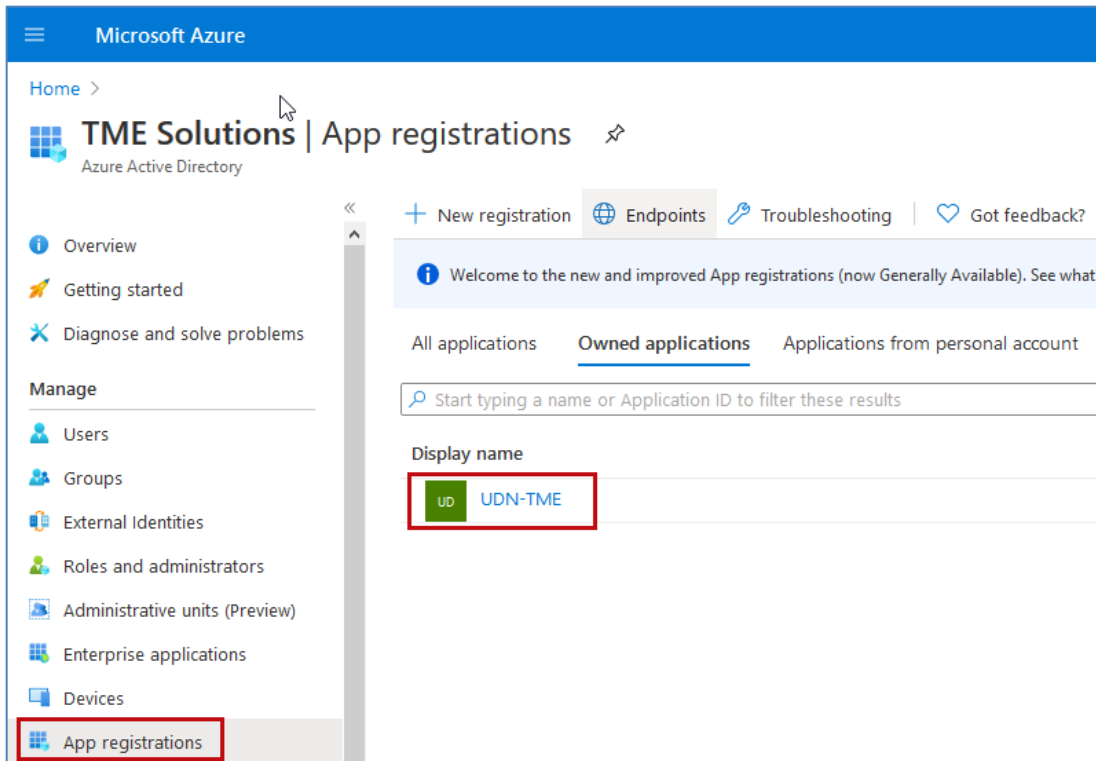 Microsoft Azure
Home >
TME Solutions | App registrations
Azure Active Directory
Overview
Getting started
Diagnose and solve problems
Manage
Users
Groups
External Identities
Roles and administrators
Administrative units (Preview)
Enterprise applications
Devices
App registrations
New registration Endpoints Troubleshooting Got feedback?
Welcome to the new and improved App registrations (now Generally Available). See what
All applications Owned applications Applications from personal account
Start typing a name or Application ID to filter these results
Display name
UD UDN-TME